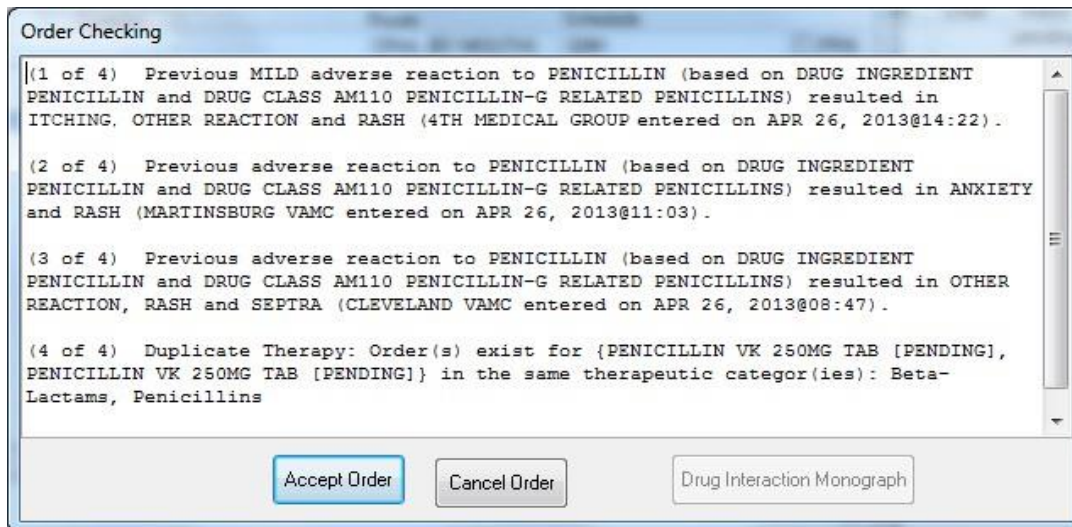 Order Checking
(1 of 4)  Previous MILD adverse reaction to PENICILLIN (based on DRUG INGREDIENT
PENICILLIN and DRUG CLASS AM110 PENICILLIN-G RELATED PENICILLINS) resulted in
ITCHING, OTHER REACTION and RASH (4TH MEDICAL GROUP entered on APR 26, 2013@14:22).
(2 of 4)  Previous adverse reaction to PENICILLIN (based on DRUG INGREDIENT
PENICILLIN and DRUG CLASS AM110 PENICILLIN-G RELATED PENICILLINS) resulted in ANXIETY
and RASH (MARTINSBURG VAMC entered on APR 26, 2013@11:03).
(3 of 4)  Previous adverse reaction to PENICILLIN (based on DRUG INGREDIENT
PENICILLIN and DRUG CLASS AM110 PENICILLIN-G RELATED PENICILLINS) resulted in OTHER
REACTION, RASH and SEPTRA (CLEVELAND VAMC entered on APR 26, 2013@08:47).
(4 of 4)  Duplicate Therapy: Order(s) exist for {PENICILLIN VK 250MG TAB [PENDING],
PENICILLIN VK 250MG TAB [PENDING]} in the same therapeutic categor(ies): Beta-
Lactams, Penicillins
Accept Order Cancel Order Drug Interaction Monograph